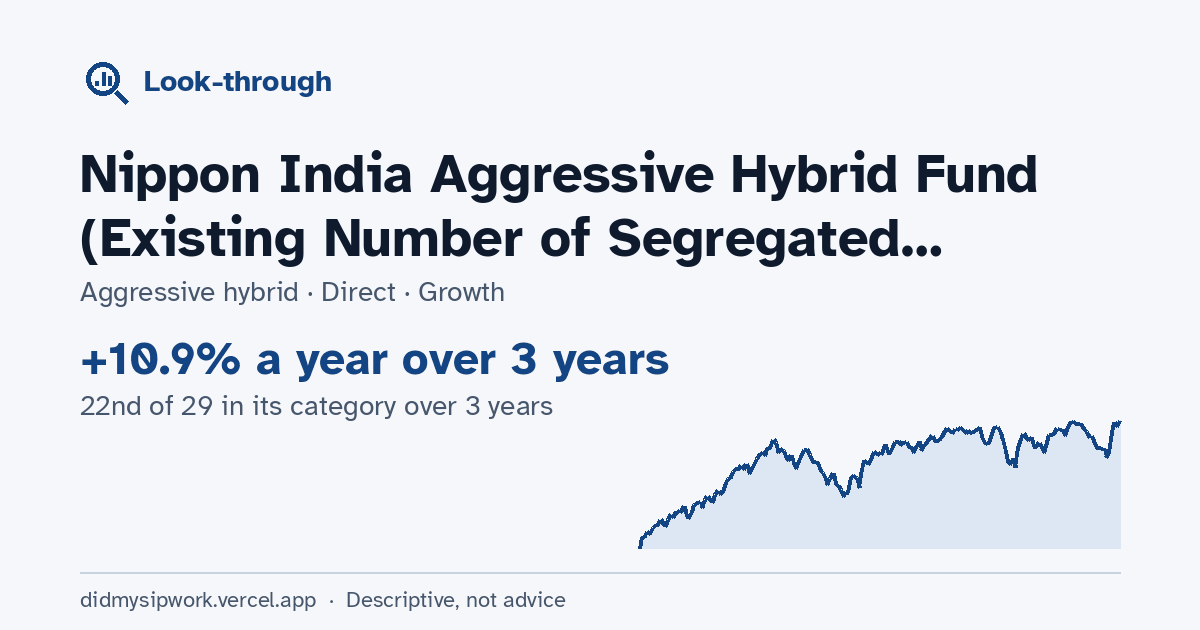 Look-through
Nippon India Aggressive Hybrid Fund
(Existing Number of Segregated...
Aggressive hybrid · Direct · Growth
+10.9% a year over 3 years
22nd of 29 in its category over 3 years
didmysipwork.vercel.app · Descriptive, not advice